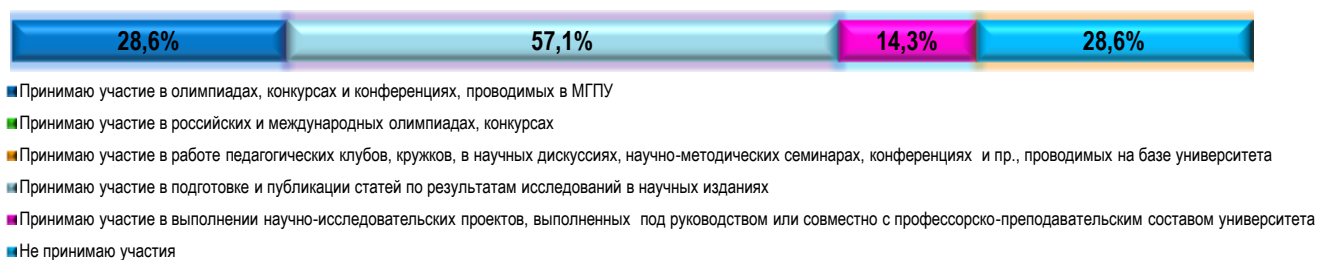 28,6% 57,1% 14,3% 28,6%
Принимаю участие в олимпиадах, конкурсах и конференциях, проводимых в МГПУ
Принимаю участие в российских и международных олимпиадах, конкурсах
Принимаю участие в работе педагогических клубов, кружков, в научных дискуссиях, научно-методических семинарах, конференциях и пр., проводимых на базе университета
Принимаю участие в подготовке и публикации статей по результатам исследований в научных изданиях
Принимаю участие в выполнении научно-исследовательских проектов, выполненных под руководством или совместно с профессорско-преподавательским составом университета
Не принимаю участия